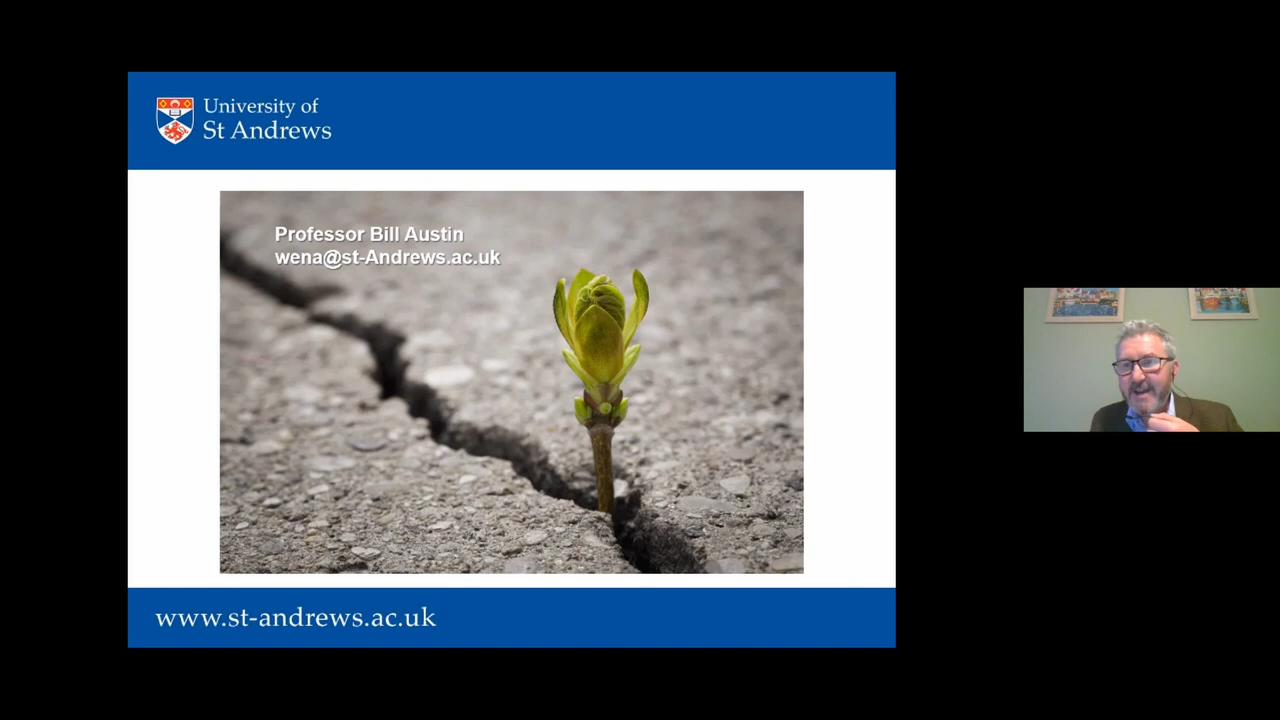 University of
St Andrews
Professor Bill Austin
wena@st-Andrews.ac.uk
www.st-andrews.ac.uk